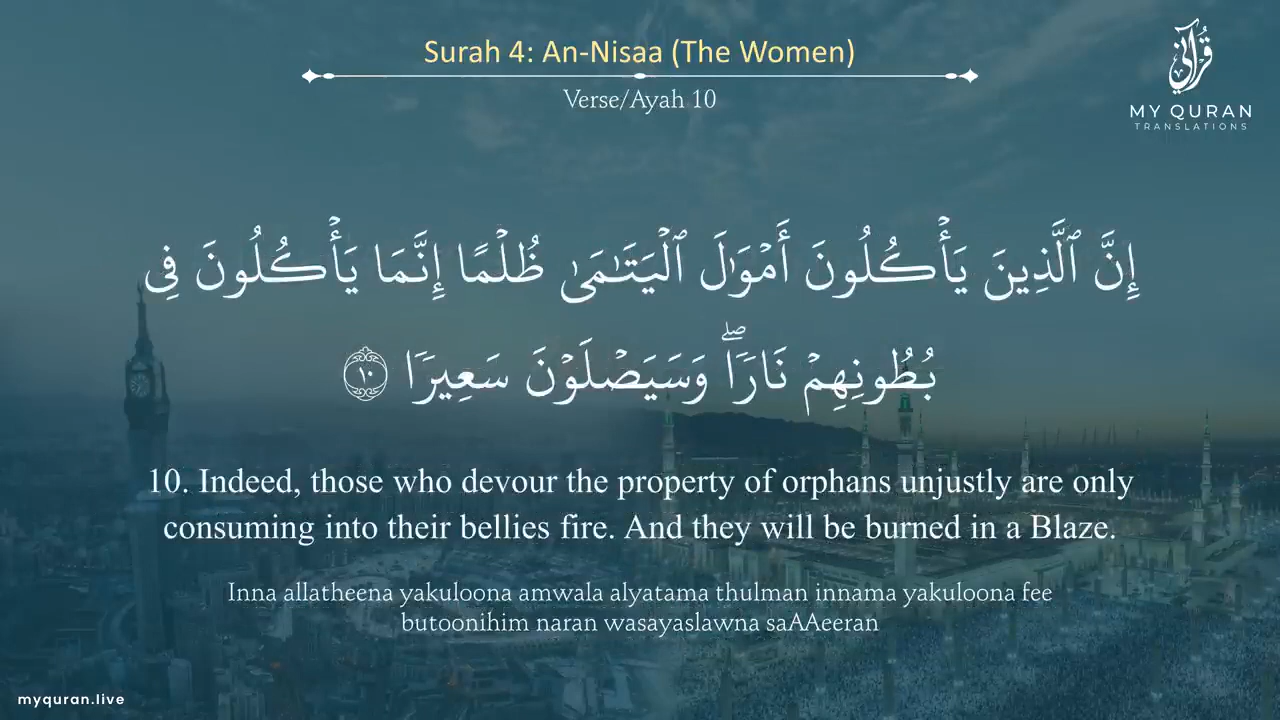 Surah 4: An-Nisaa (The Women)
Verse/Ayah 10
قرآني
MY QURAN
TRANSLATIONS
إِنَّ ٱلَّذِينَ يَأْكُلُونَ أَمْوَٰلَ ٱلْيَتَـٰمَىٰ ظُلْمًا إِنَّمَا يَأْكُلُونَ فِى
بُطُونِهِمْ نَارًا ۖ وَسَيَصْلَوْنَ سَعِيرًا ١٠
10. Indeed, those who devour the property of orphans unjustly are only
consuming into their bellies fire. And they will be burned in a Blaze.
Inna allatheena yakuloona amwala alyatama thulman innama yakuloona fee
butoonihim naran wasayaslawna saAAeeran
myquran.live